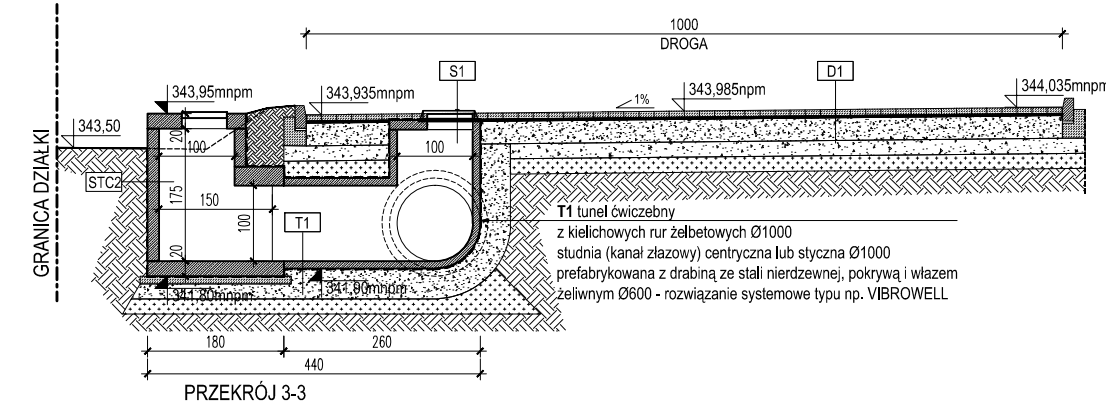 1000
DROGA
S1
D1
343,95mnpm
343,935mnpm
1%
343,985npm
344,035mnpm
343,50
GRANICA DZIAŁKI
20
100
100
STC2
175
150
100
T1
20
341,80mnpm
341,90mnpm
T1 tunel ćwiczebny
z kielichowych rur żelbetowych Ø1000
studnia (kanał złazowy) centryczna lub styczna Ø1000
prefabrykowana z drabiną ze stali nierdzewnej, pokrywą i włazem
żeliwnym Ø600 - rozwiązanie systemowe typu np. VIBROWELL
180
260
440
PRZEKRÓJ 3-3